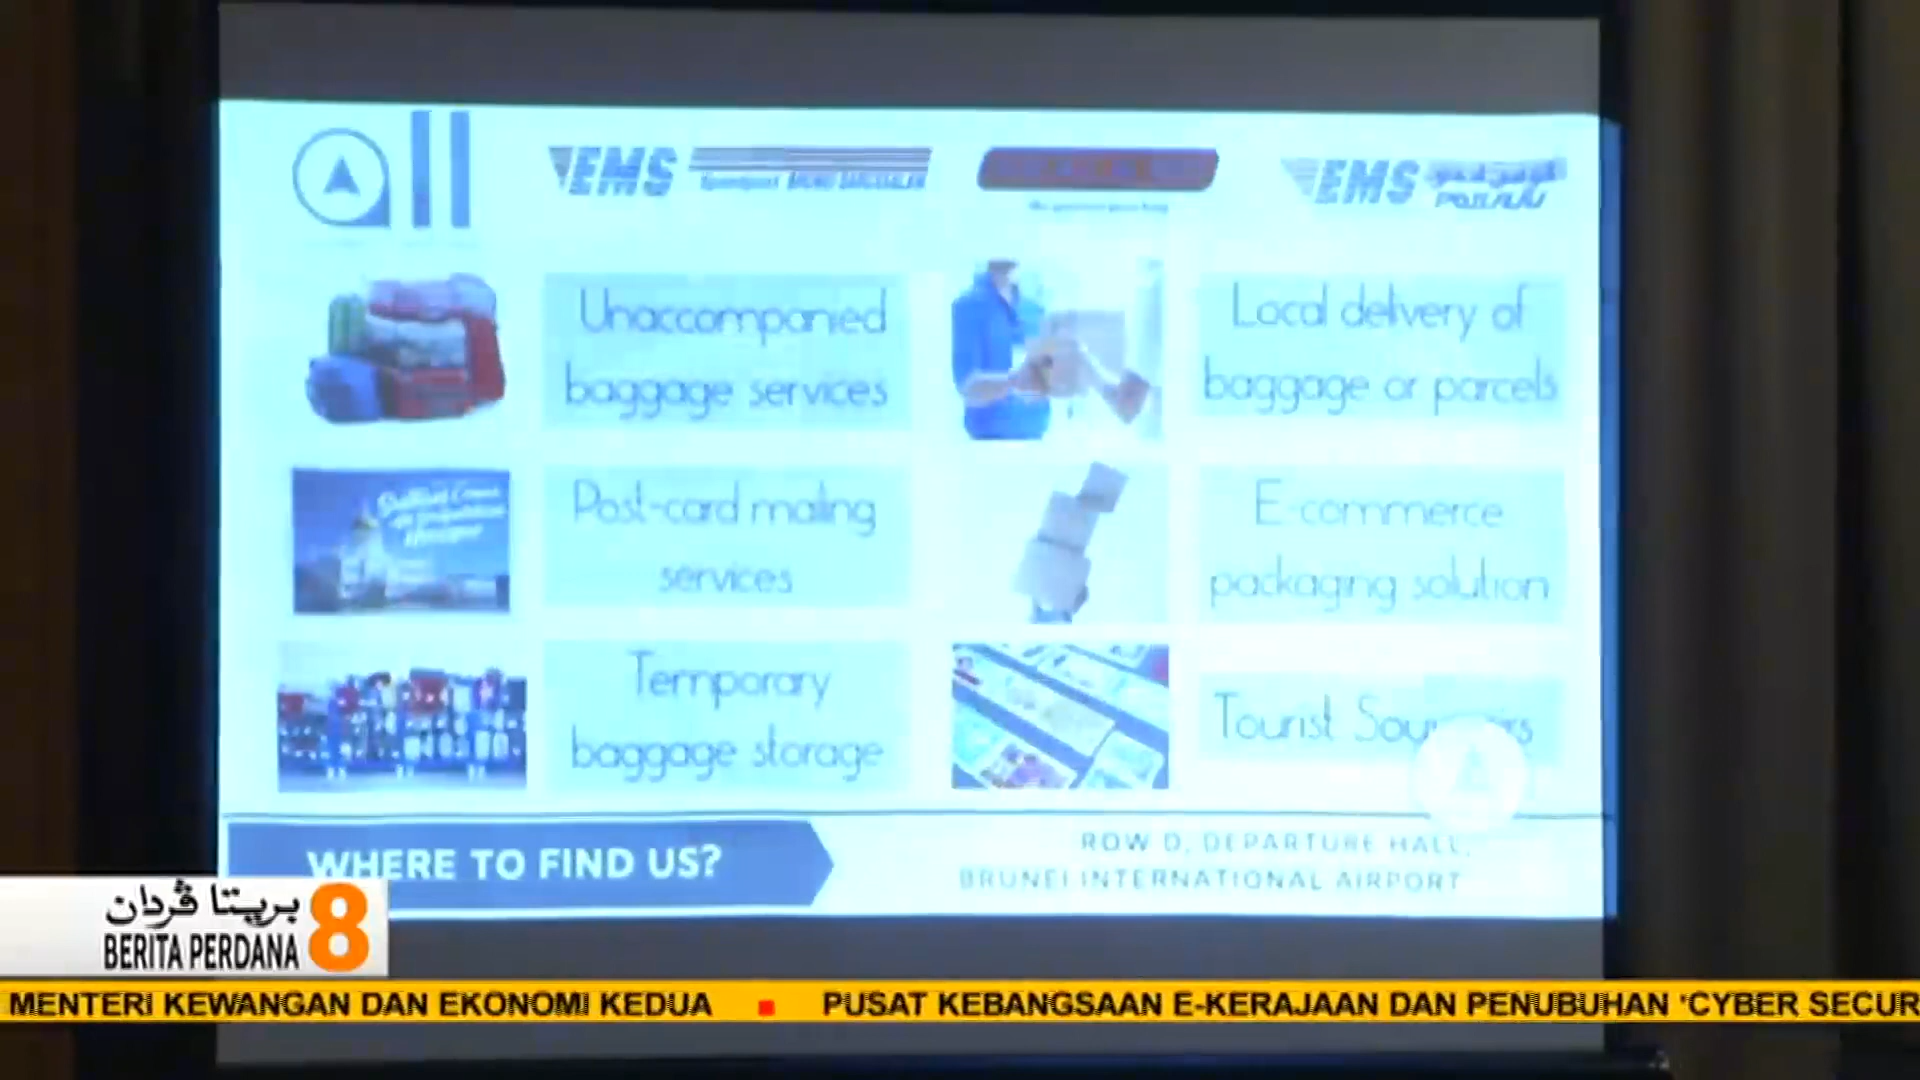 EMS
BRUNEI DARUSSALAM
EMS
Unaccompanied
baggage services
Local delivery of
baggage or parcels
Post-card mailing
services
E-commerce
packaging solution
Temporary
baggage storage
Tourist
WHERE TO FIND US?
ROW D, DEPARTURE HALL,
BRUNEI INTERNATIONAL AIRPORT
بريتا ڤردان
BERITA PERDANA
8
MENTERI KEWANGAN DAN EKONOMI KEDUA ▪ PUSAT KEBANGSAAN E-KERAJAAN DAN PENUBUHAN 'CYBER SECUR